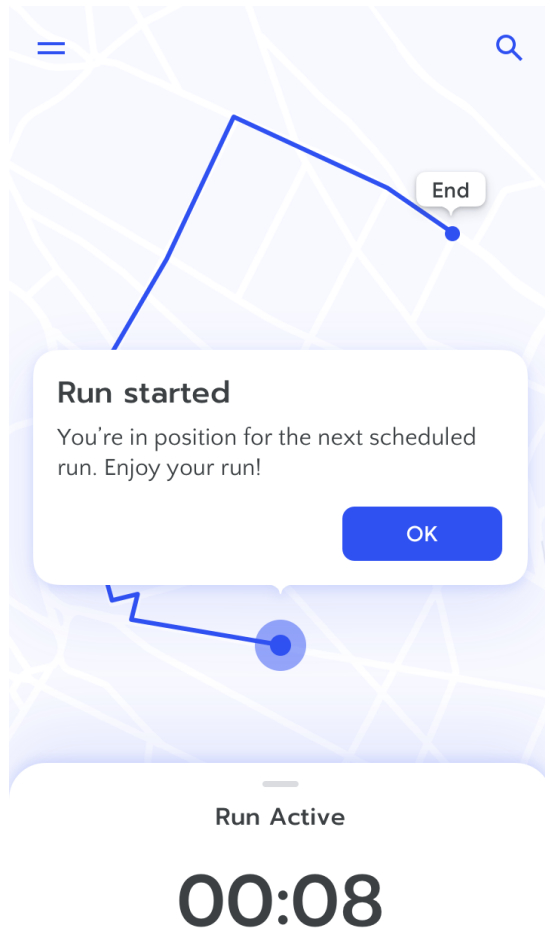 End
Run started
You’re in position for the next scheduled
run. Enjoy your run!
OK
Run Active
00:08